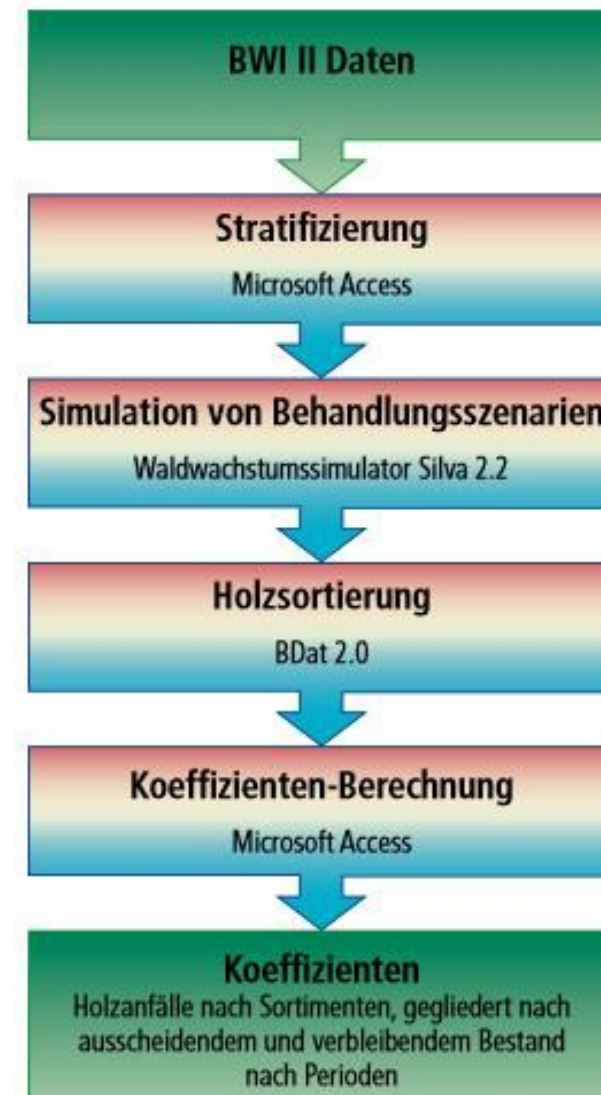 BWI II Daten
Stratifizierung
Microsoft Access
Simulation von Behandlungsszenarien
Waldwachstumssimulator Silva 2.2
Holzsortierung
BDat 2.0
Koeffizienten-Berechnung
Microsoft Access
Koeffizienten
Holzanfälle nach Sortimenten, gegliedert nach
ausscheidendem und verbleibendem Bestand
nach Perioden